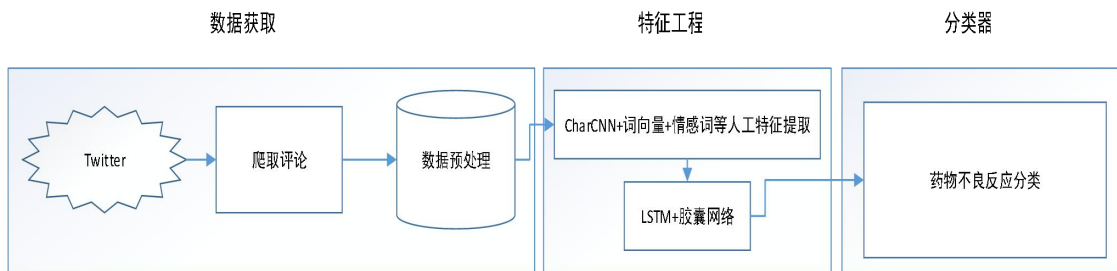 数据获取
特征工程
分类器
Twitter
爬取评论
数据预处理
CharCNN+词向量+情感词等人工特征提取
LSTM+胶囊网络
药物不良反应分类